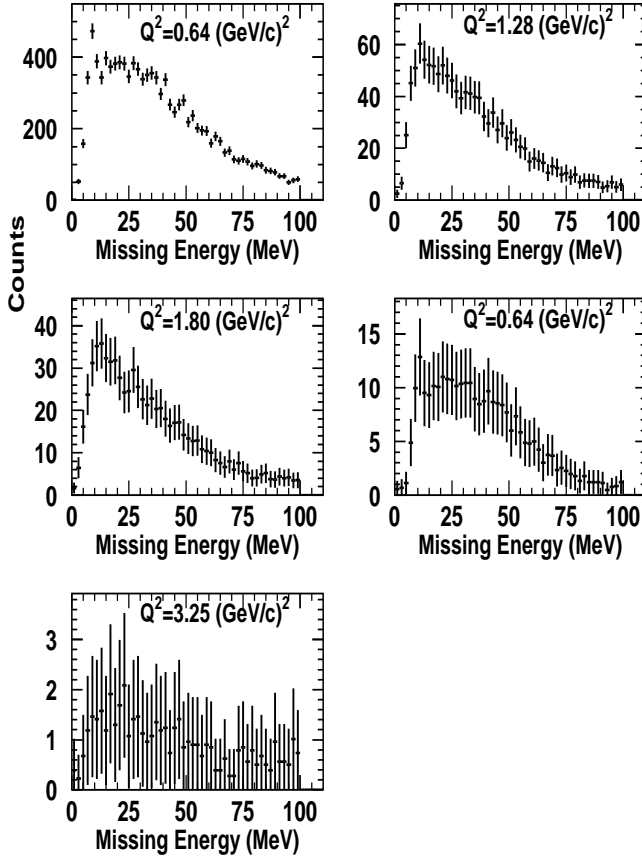 Q²=0.64 (GeV/c)²
400
200
0
0 25 50 75 100
Missing Energy (MeV)
Q²=1.28 (GeV/c)²
60
40
20
0
0 25 50 75 100
Missing Energy (MeV)
Counts
Q²=1.80 (GeV/c)²
40
30
20
10
0
0 25 50 75 100
Missing Energy (MeV)
Q²=0.64 (GeV/c)²
15
10
5
0
0 25 50 75 100
Missing Energy (MeV)
Q²=3.25 (GeV/c)²
3
2
1
0
0 25 50 75 100
Missing Energy (MeV)